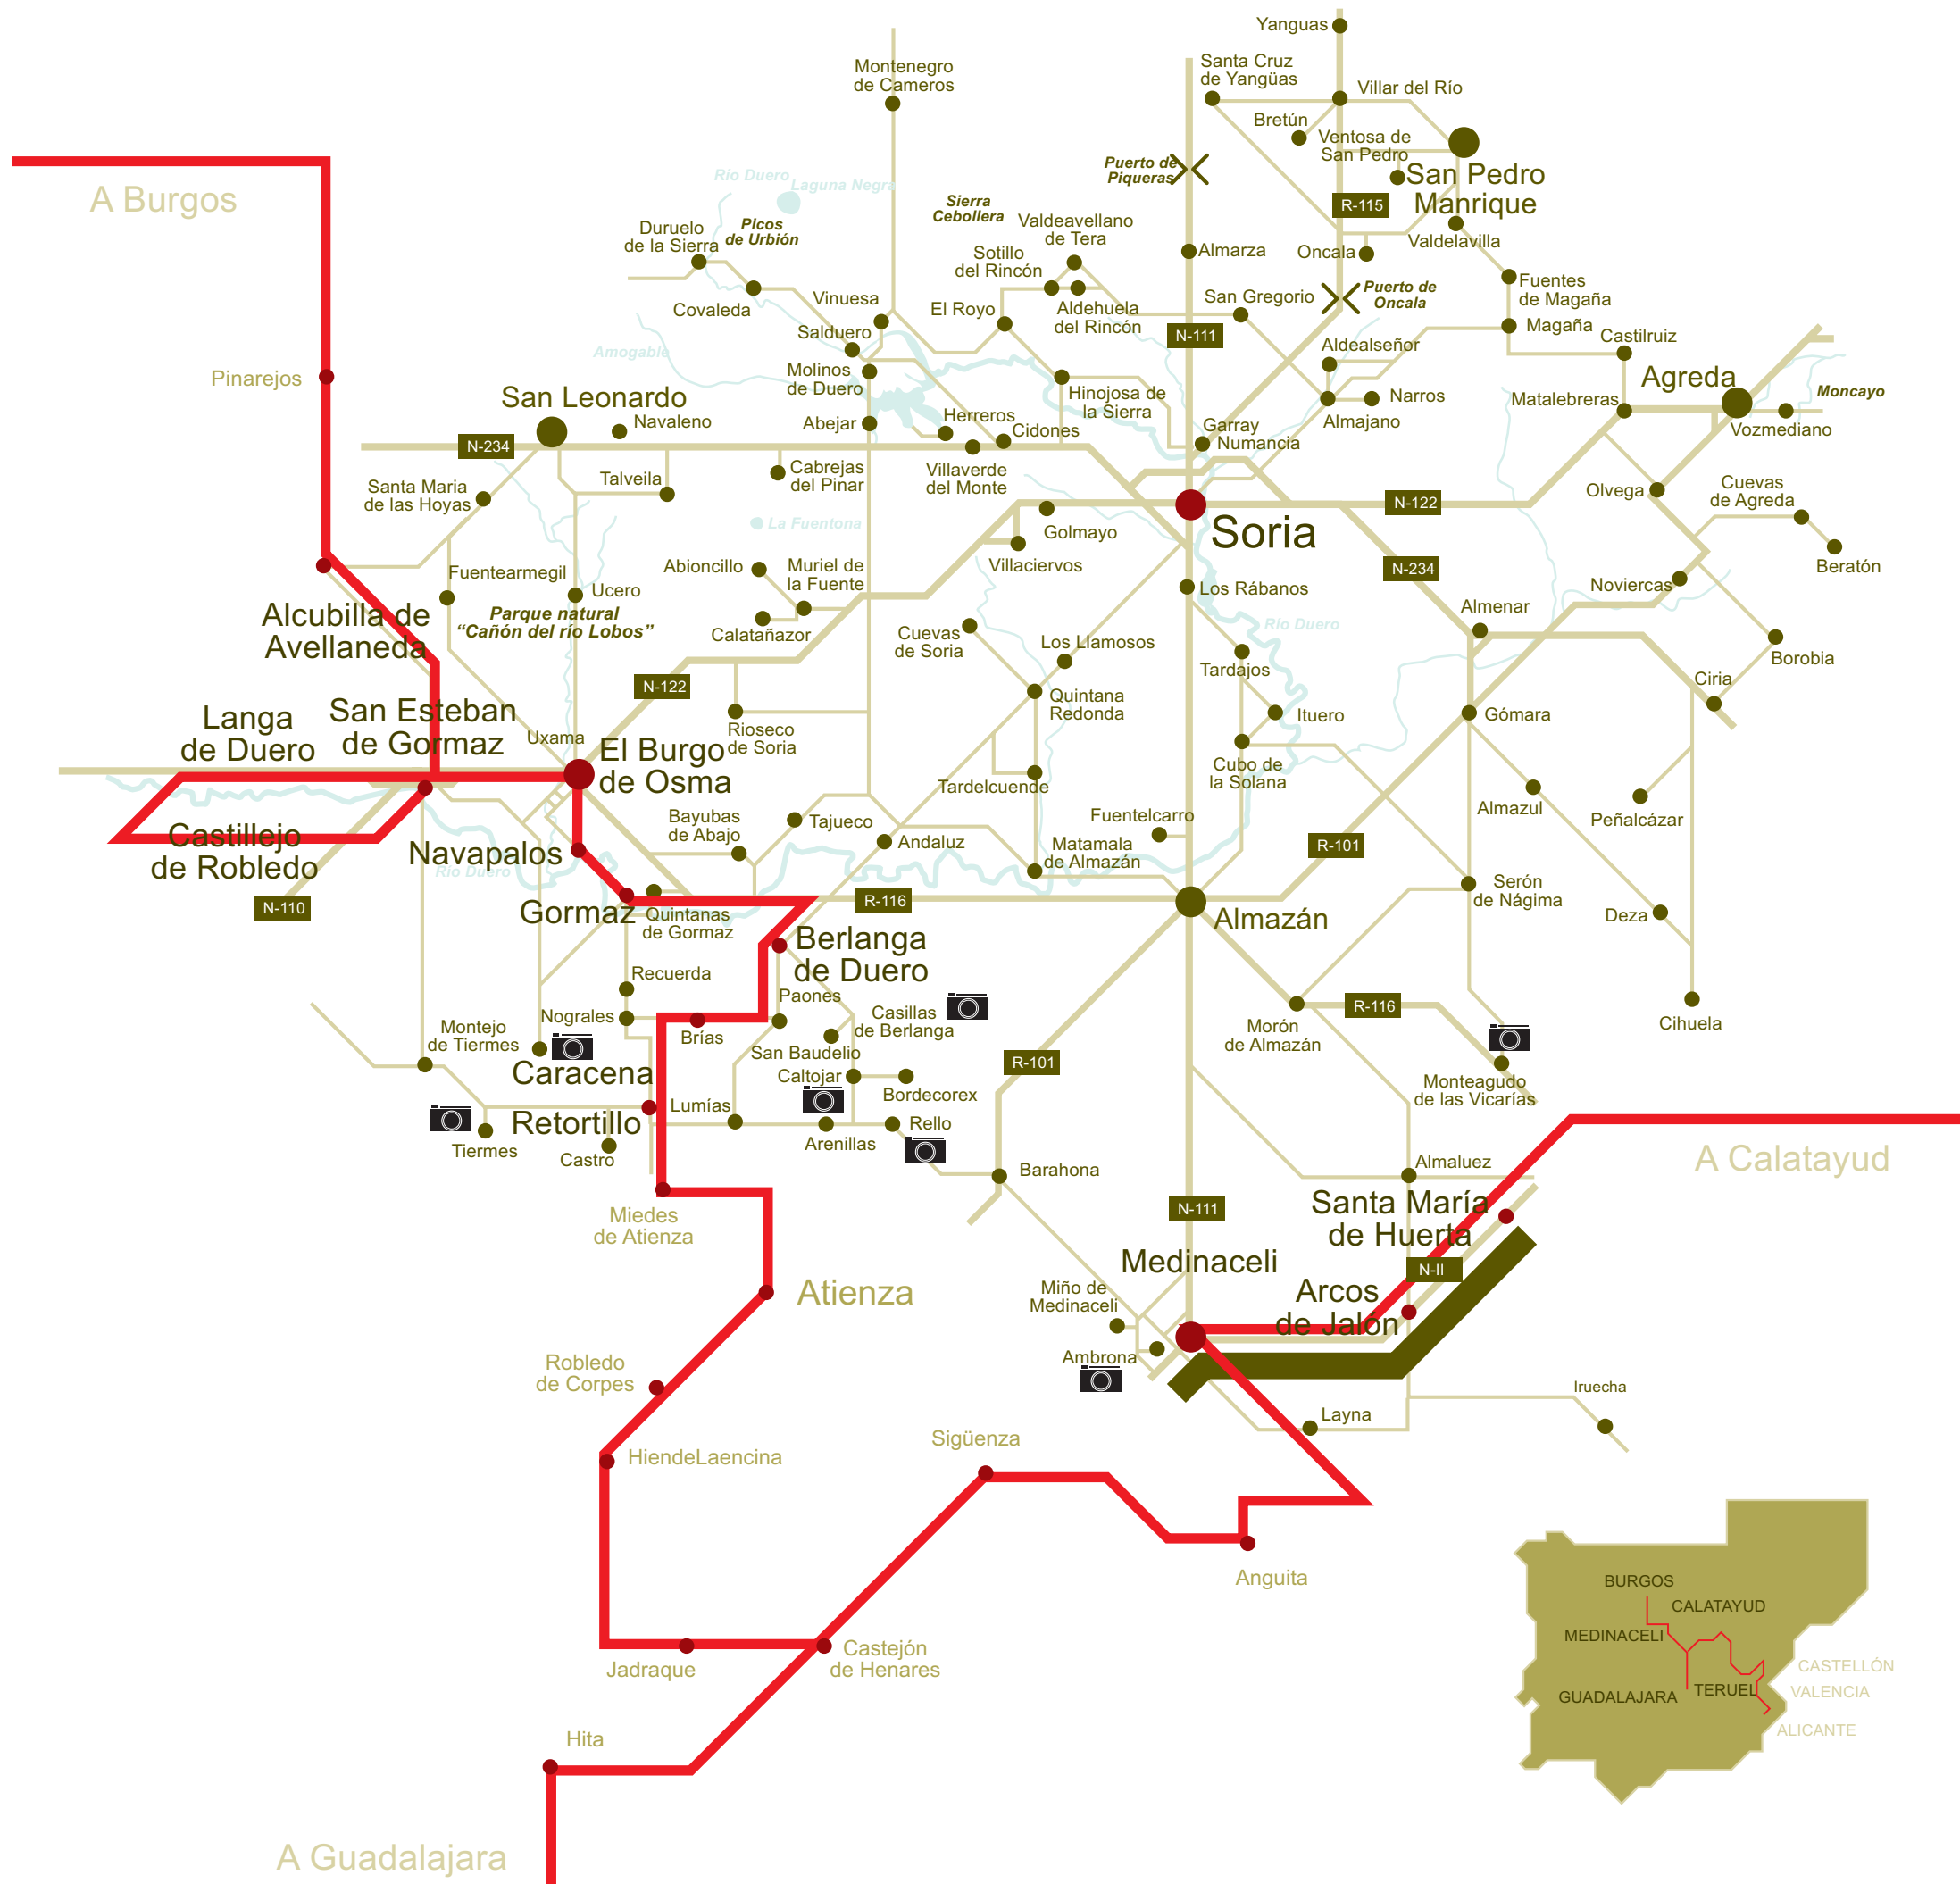 Yanguas
Montenegro
de Cameros
Santa Cruz
de Yangüas
Villar del Río
Bretún
Ventosa de
San Pedro
Puerto de
Piqueras
San Pedro
Manrique
A Burgos
Río Duero
Laguna Negra
Sierra
Cebollera
R-115
Duruelo
de la Sierra
Picos
de Urbión
Valdeavellano
de Tera
Valdelavilla
Almarza
Oncala
Sotillo
del Rincón
Fuentes
de Magaña
Covaleda
Vinuesa
El Royo
Aldehuela
del Rincón
San Gregorio
Puerto de
Oncala
Salduero
N-111
Magaña
Castilruiz
Amogable
Aldealseñor
Pinarejos
Molinos
de Duero
Agreda
Moncayo
San Leonardo
Navaleno
Hinojosa de
la Sierra
Narros
Matalebreras
Abejar
Herreros
Cidones
Garray
Numancia
Almajano
Vozmediano
N-234
Santa Maria
de las Hoyas
Talveila
Cabrejas
del Pinar
Villaverde
del Monte
Olvega
Cuevas
de Agreda
N-122
La Fuentona
Golmayo
Soria
Fuentearmegil
Abioncillo
Muriel de
la Fuente
Villaciervos
N-234
Beratón
Ucero
Los Rábanos
Noviercas
Alcubilla de
Avellaneda
Parque natural
“Cañón del río Lobos”
Calatañazor
Cuevas
de Soria
Los Llamosos
Río Duero
Almenar
Borobia
Tardajos
N-122
Ciria
Langa
de Duero
San Esteban
de Gormaz
Uxama
Rioseco
de Soria
Quintana
Redonda
Ituero
Gómara
El Burgo
de Osma
Tardelcuende
Cubo de
la Solana
Almazul
Peñalcázar
Castillejo
de Robledo
Navapalos
Bayubas
de Abajo
Tajueco
Andaluz
Fuentelcarro
Matamala
de Almazán
R-101
Río Duero
N-110
Gormaz
Quintanas
de Gormaz
R-116
Almazán
Serón
de Nágima
Deza
Berlanga
de Duero
Recuerda
Paones
Casillas
de Berlanga
Nograles
Brías
Morón
de Almazán
R-116
Cihuela
Montejo
de Tiermes
San Baudelio
R-101
Caracena
Caltojar
Bordecorex
Monteagudo
de las Vicarías
Retortillo
Lumías
Arenillas
Rello
Tiermes
Castro
Barahona
Almaluez
A Calatayud
Miedes
de Atienza
N-111
Santa María
de Huerta
Medinaceli
N-II
Atienza
Miño de
Medinaceli
Arcos
de Jalón
Ambrona
Robledo
de Corpes
Iruecha
Layna
HiendeLaencina
Sigüenza
Anguita
Jadraque
Castejón
de Henares
Hita
A Guadalajara
BURGOS
CALATAYUD
MEDINACELI
CASTELLÓN
GUADALAJARA
TERUEL
VALENCIA
ALICANTE